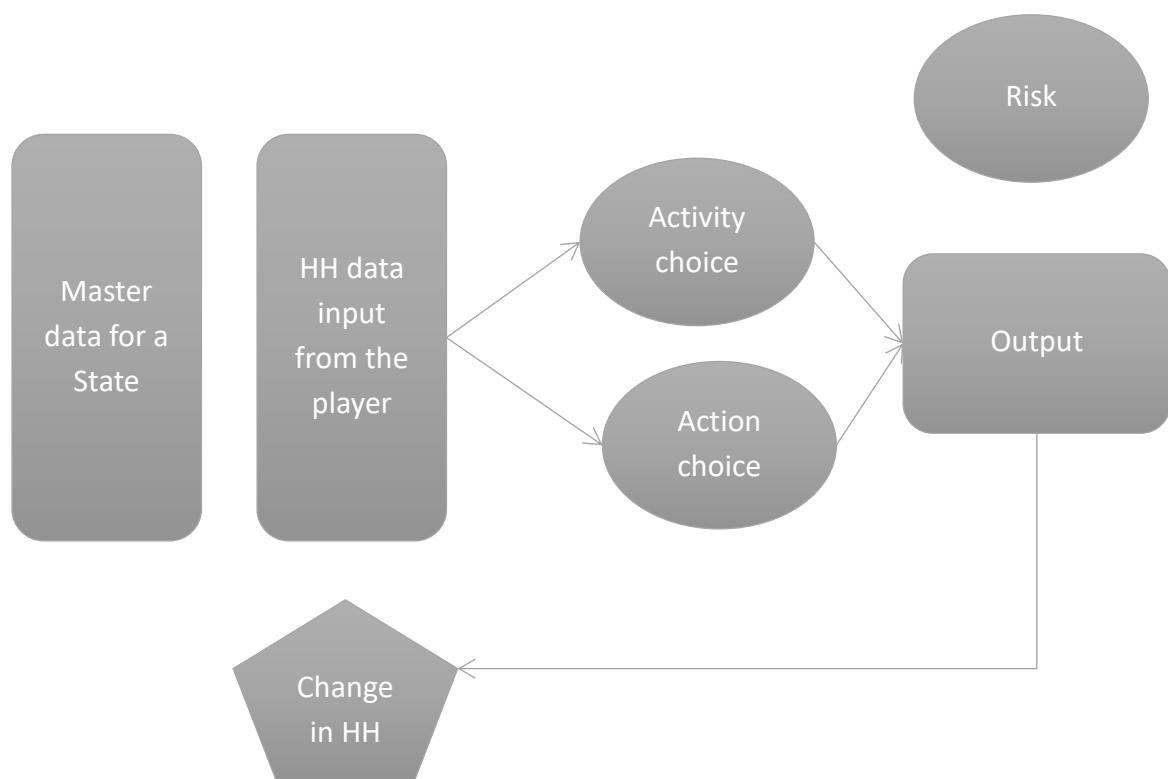 Risk
Master
data for a
State
HH data
input
from the
player
Activity
choice
Action
choice
Output
Change
in HH